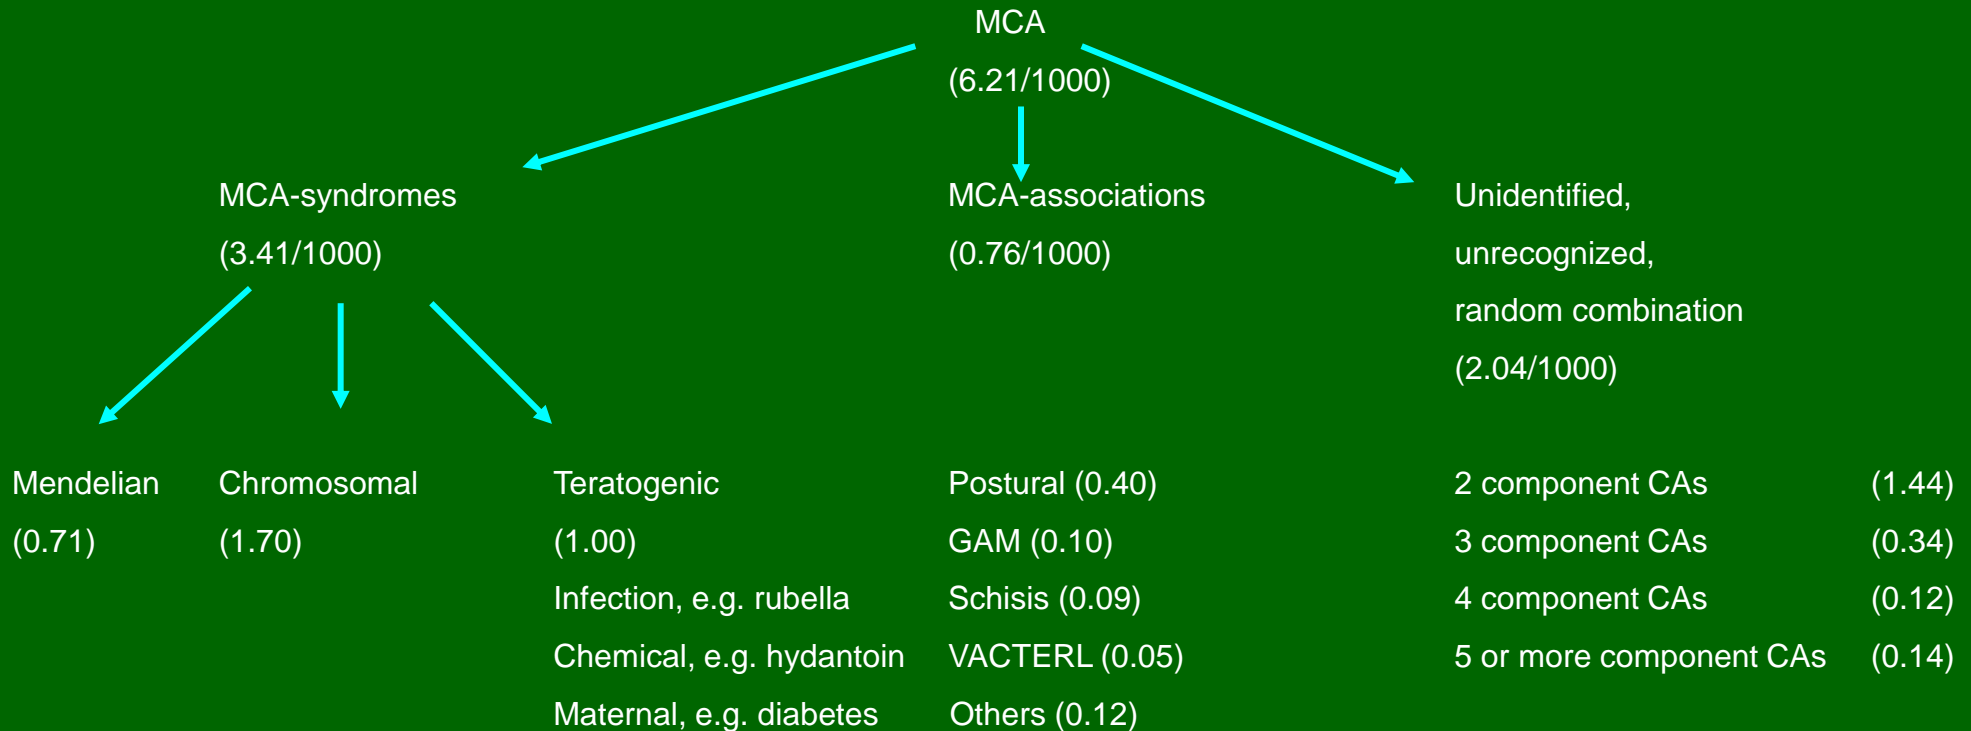 MCA
(6.21/1000)
MCA-syndromes
(3.41/1000)
MCA-associations
(0.76/1000)
Unidentified,
unrecognized,
random combination
(2.04/1000)
Mendelian
(0.71)
Chromosomal
(1.70)
Teratogenic
(1.00)
Infection, e.g. rubella
Chemical, e.g. hydantoin
Maternal, e.g. diabetes
Postural (0.40)
GAM (0.10)
Schisis (0.09)
VACTERL (0.05)
Others (0.12)
2 component CAs (1.44)
3 component CAs (0.34)
4 component CAs (0.12)
5 or more component CAs (0.14)